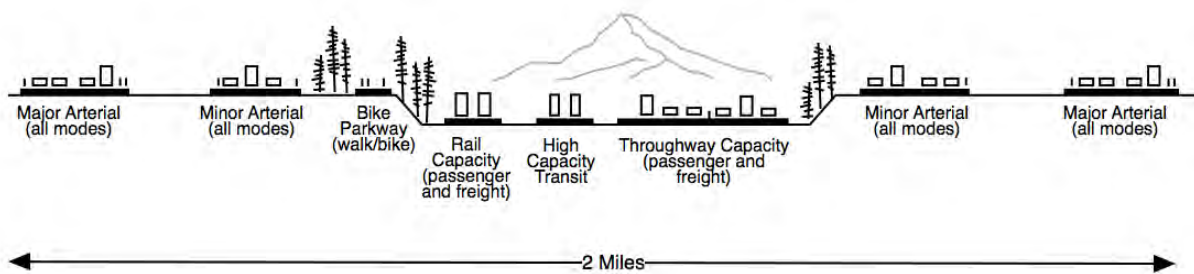 Major Arterial
(all modes)
Minor Arterial
(all modes)
Bike
Parkway
(walk/bike)
Rail
Capacity
(passenger
and freight)
High
Capacity
Transit
Throughway Capacity
(passenger and
freight)
Minor Arterial
(all modes)
Major Arterial
(all modes)
2 Miles